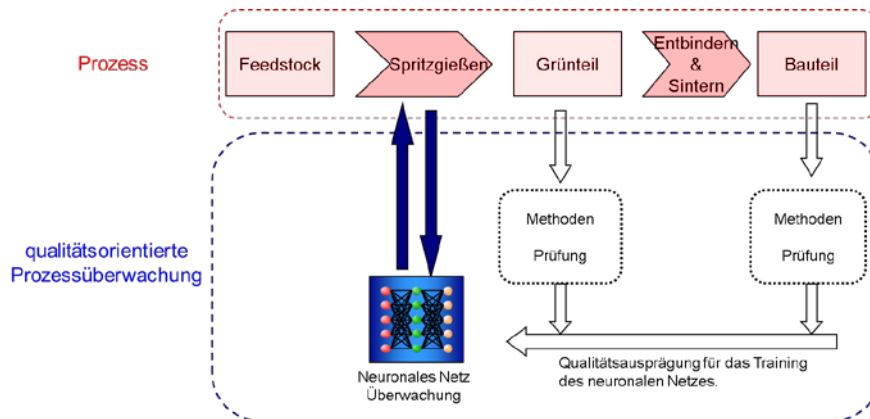 Prozess
Feedstock
Spritzgießen
Grünteil
Entbindern
&
Sintern
Bauteil
qualitätsorientierte
Prozessüberwachung
Methoden
Prüfung
Methoden
Prüfung
Neuronales Netz
Überwachung
Qualitätsausprägung für das Training
des neuronalen Netzes.